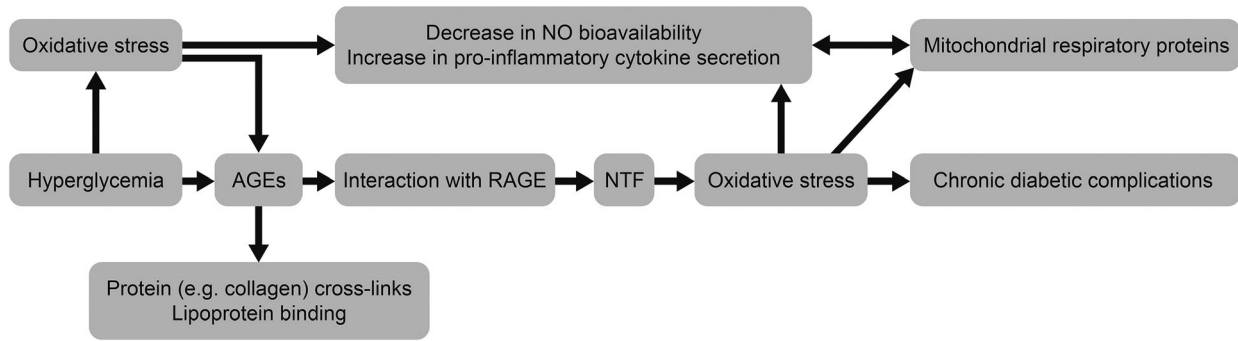 Oxidative stress
Decrease in NO bioavailability
Increase in pro-inflammatory cytokine secretion
Mitochondrial respiratory proteins
Hyperglycemia
AGEs
Interaction with RAGE
NTF
Oxidative stress
Chronic diabetic complications
Protein (e.g. collagen) cross-links
Lipoprotein binding